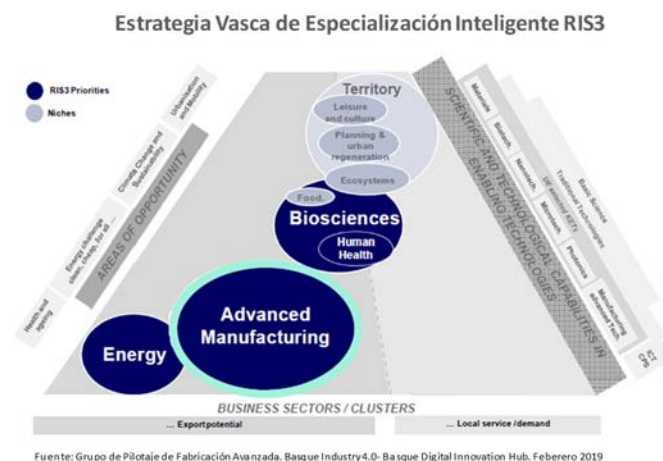 Estrategia Vasca de Especialización Inteligente RIS3
RIS3 Priorities
Niches
Urbanisation
and Mobility
Climate Change and
Sustainability
Energy challenge
clean, cheap, for all ...
Health and
ageing
AREAS OF OPPORTUNITY
Territory
Leisure
and culture
Planning &
urban
regeneration
Ecosystems
Food.
Biosciences
Human
Health
Advanced
Manufacturing
Energy
SCIENTIFIC AND TECHNOLOGICAL CAPABILITIES IN
ENABLING TECHNOLOGIES
Materials
Biotech.
Nanotech.
Microtech.
Photonics
Manufacturing
advanced Tech.
ICT
CPS
Traditional Technologies
Basic Science
BUSINESS SECTORS / CLUSTERS
... Export potential
... Local service /demand
Fuente: Grupo de Pilotaje de Fabricación Avanzada. Basque Industry4.0- Basque Digital Innovation Hub. Feberero 2019